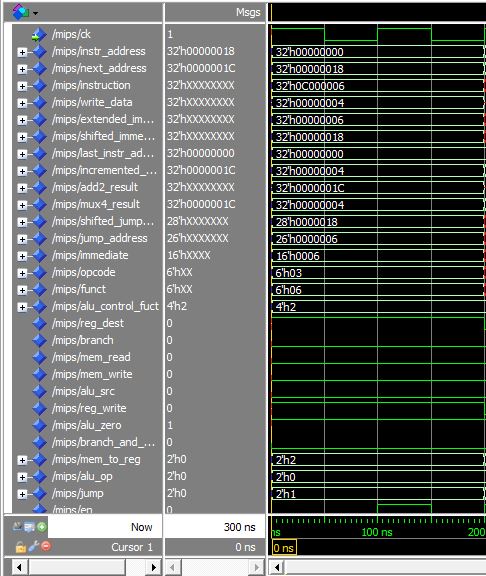 Msgs
/mips/ck 1
/mips/instr_address 32'h00000018 32'h00000000
/mips/next_address 32'h0000001C 32'h00000018
/mips/instruction 32'hXXXXXXXX 32'h0C000006
/mips/write_data 32'hXXXXXXXX 32'h00000004
/mips/extended_im... 32'hXXXXXXXX 32'h00000006
/mips/shifted_imme... 32'hXXXXXXXX 32'h00000018
/mips/last_instr_ad... 32'h00000000 32'h00000000
/mips/incremented_... 32'h0000001C 32'h00000004
/mips/add2_result 32'hXXXXXXXX 32'h0000001C
/mips/mux4_result 32'h0000001C 32'h00000004
/mips/shifted_jump... 28'hXXXXXXX 28'h0000018
/mips/jump_address 26'hXXXXXXX 26'h0000006
/mips/immediate 16'hXXXX 16'h0006
/mips/opcode 6'hXX 6'h03
/mips/funct 6'hXX 6'h06
/mips/alu_control_fuct 4'h2 4'h2
/mips/reg_dest 0
/mips/branch 0
/mips/mem_read 0
/mips/mem_write 0
/mips/alu_src 0
/mips/reg_write 0
/mips/alu_zero 1
/mips/branch_and_... 0
/mips/mem_to_reg 2'h0 2'h2
/mips/alu_op 2'h0 2'h0
/mips/jump 2'h0 2'h1
/mips/en 0
Now 300 ns ns 100 ns 200
Cursor 1 0 ns 0 ns